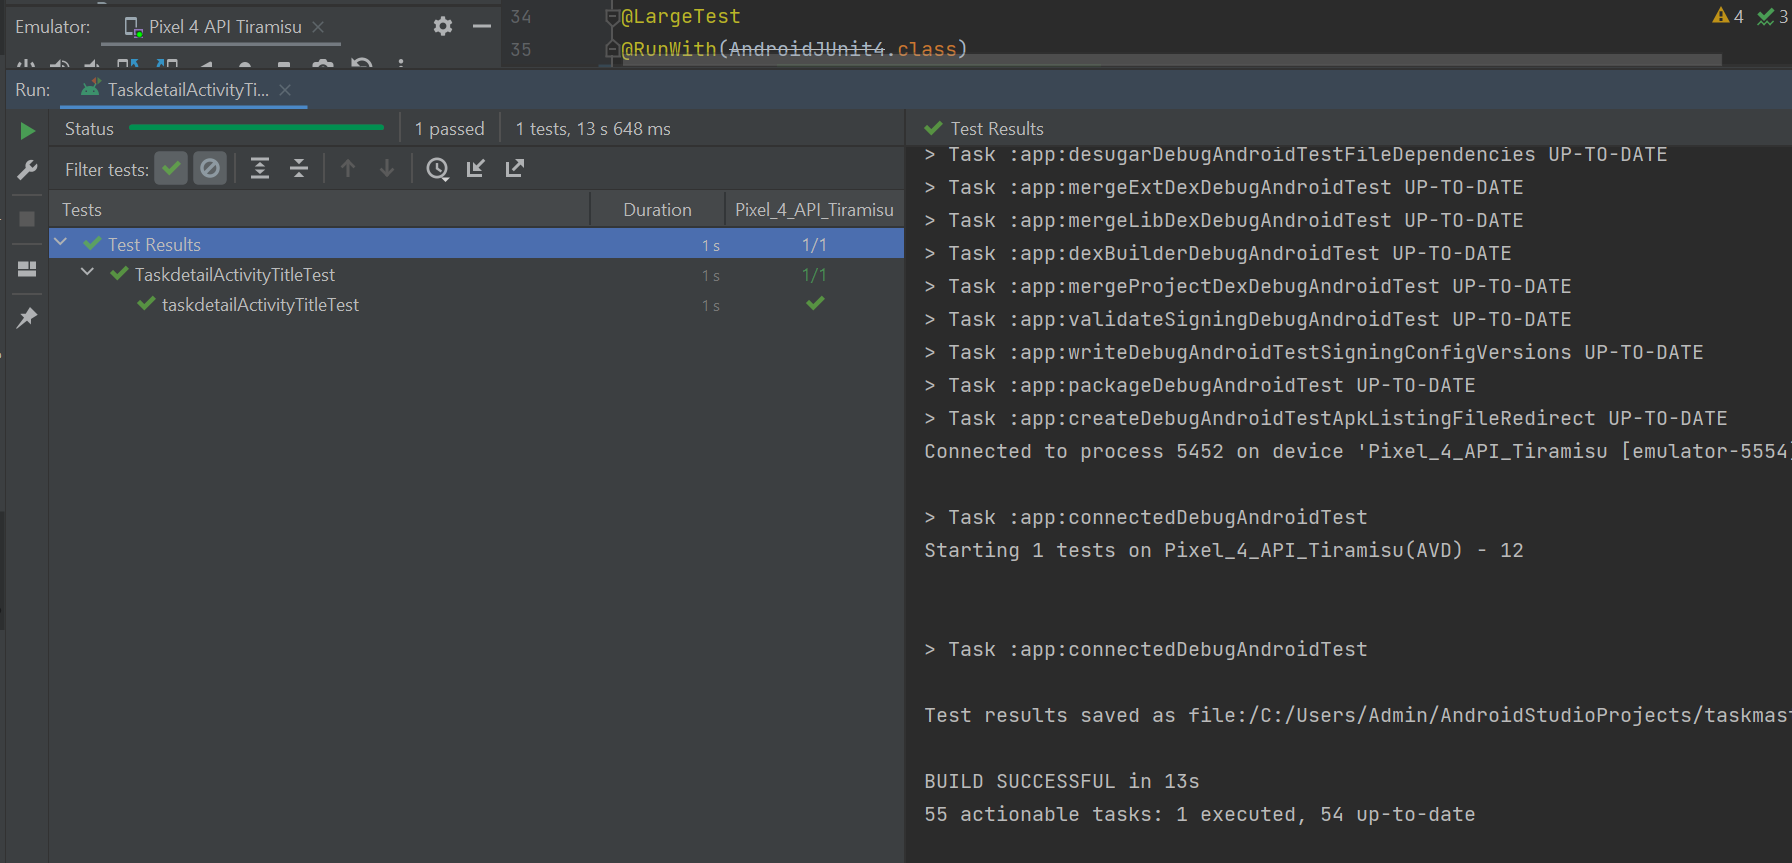 Emulator: Pixel 4 API Tiramisu
34 @LargeTest
35 @RunWith(AndroidJUnit4.class)
4 3
Run: TaskdetailActivityTi...
Status 1 passed 1 tests, 13 s 648 ms
Filter tests:
Tests Duration Pixel_4_API_Tiramisu
Test Results 1 s 1/1
TaskdetailActivityTitleTest 1 s 1/1
taskdetailActivityTitleTest 1 s
Test Results
> Task :app:desugarDebugAndroidTestFileDependencies UP-TO-DATE
> Task :app:mergeExtDexDebugAndroidTest UP-TO-DATE
> Task :app:mergeLibDexDebugAndroidTest UP-TO-DATE
> Task :app:dexBuilderDebugAndroidTest UP-TO-DATE
> Task :app:mergeProjectDexDebugAndroidTest UP-TO-DATE
> Task :app:validateSigningDebugAndroidTest UP-TO-DATE
> Task :app:writeDebugAndroidTestSigningConfigVersions UP-TO-DATE
> Task :app:packageDebugAndroidTest UP-TO-DATE
> Task :app:createDebugAndroidTestApkListingFileRedirect UP-TO-DATE
Connected to process 5452 on device 'Pixel_4_API_Tiramisu [emulator-5554]
> Task :app:connectedDebugAndroidTest
Starting 1 tests on Pixel_4_API_Tiramisu(AVD) - 12
> Task :app:connectedDebugAndroidTest
Test results saved as file:/C:/Users/Admin/AndroidStudioProjects/taskmast
BUILD SUCCESSFUL in 13s
55 actionable tasks: 1 executed, 54 up-to-date